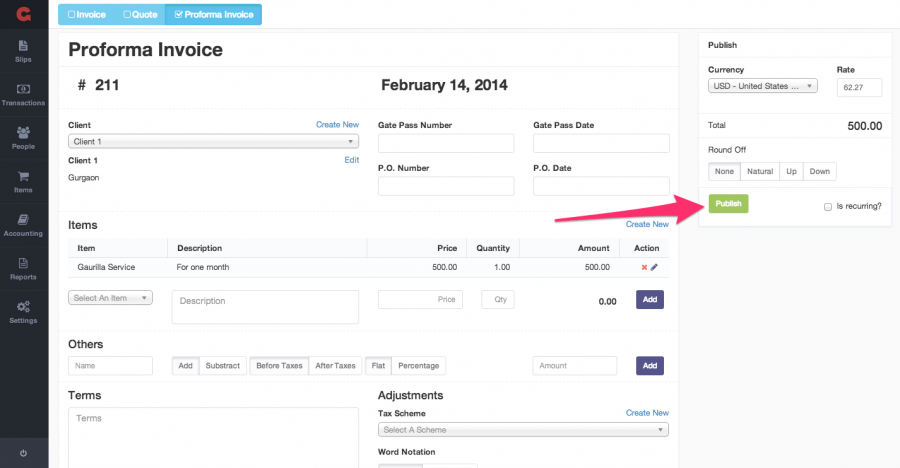 Invoice Quote Proforma Invoice
Slips
Transactions
People
Items
Accounting
Reports
Settings
Proforma Invoice
# 211 February 14, 2014
Client Create New
Client 1
Client 1 Edit
Gurgaon
Gate Pass Number Gate Pass Date
P.O. Number P.O. Date
Items Create New
Item Description Price Quantity Amount Action
Gaurilla Service For one month 500.00 1.00 500.00
Select An Item Description Price Qty 0.00 Add
Others
Name Add Substract Before Taxes After Taxes Flat Percentage Amount Add
Terms
Terms
Adjustments
Tax Scheme Create New
Select A Scheme
Word Notation
Publish
Currency Rate
USD - United States ... 62.27
Total 500.00
Round Off
None Natural Up Down
Publish Is recurring?